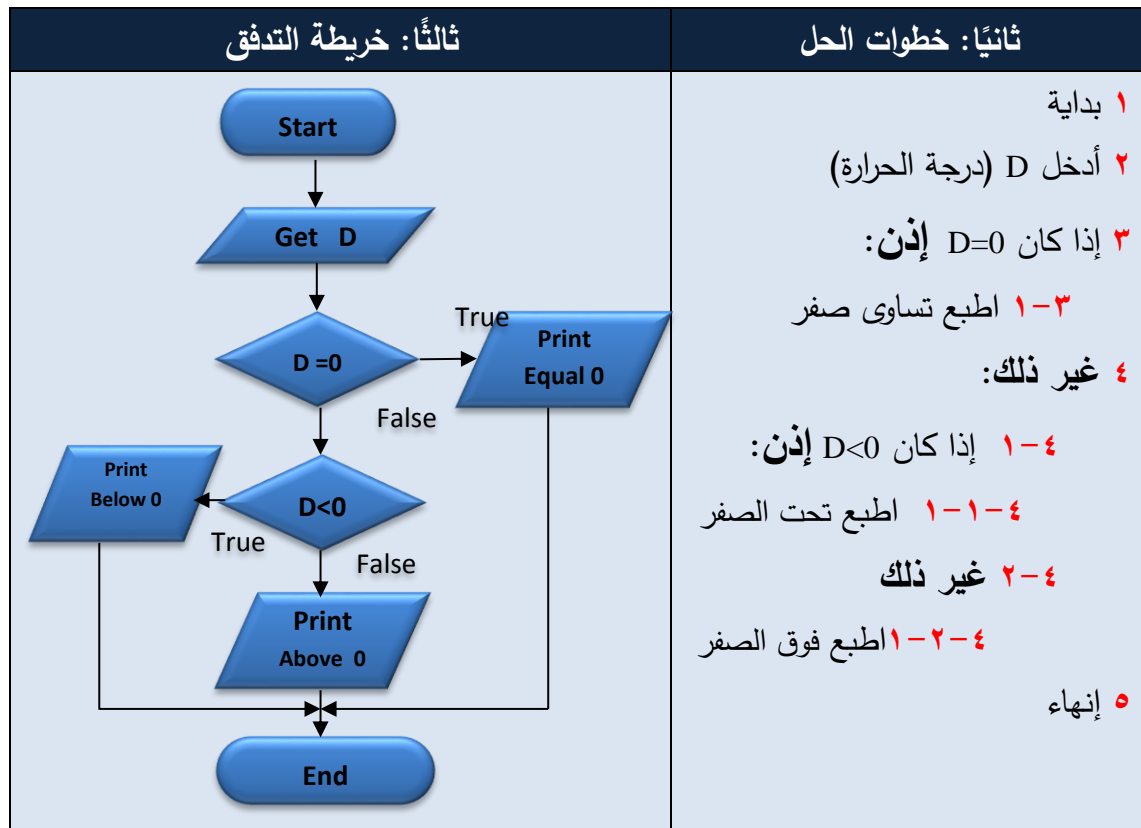 ثانيًا: خطوات الحل
١ بداية
٢ أدخل D (درجة الحرارة)
٣ إذا كان D=0 إذن:
٣-١ اطبع تساوى صفر
٤ غير ذلك:
٤-١ إذا كان D<0 إذن:
٤-١-١ اطبع تحت الصفر
٤-٢ غير ذلك
٤-٢-١اطبع فوق الصفر
٥ إنهاء
ثالثًا: خريطة التدفق
Start
Get D
D =0
True
Print
Equal 0
False
D<0
True
Print
Below 0
False
Print
Above 0
End